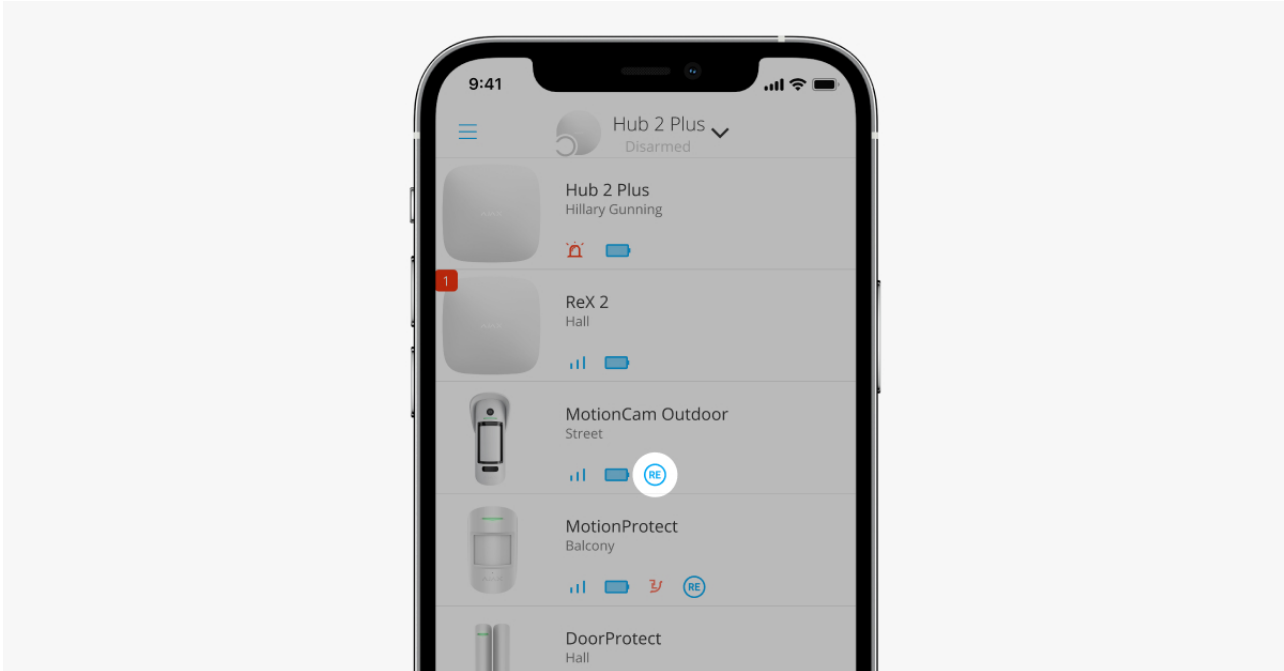 9:41
Hub 2 Plus
Disarmed
Hub 2 Plus
Hillary Gunning
1
ReX 2
Hall
MotionCam Outdoor
Street
RE
MotionProtect
Balcony
RE
DoorProtect
Hall